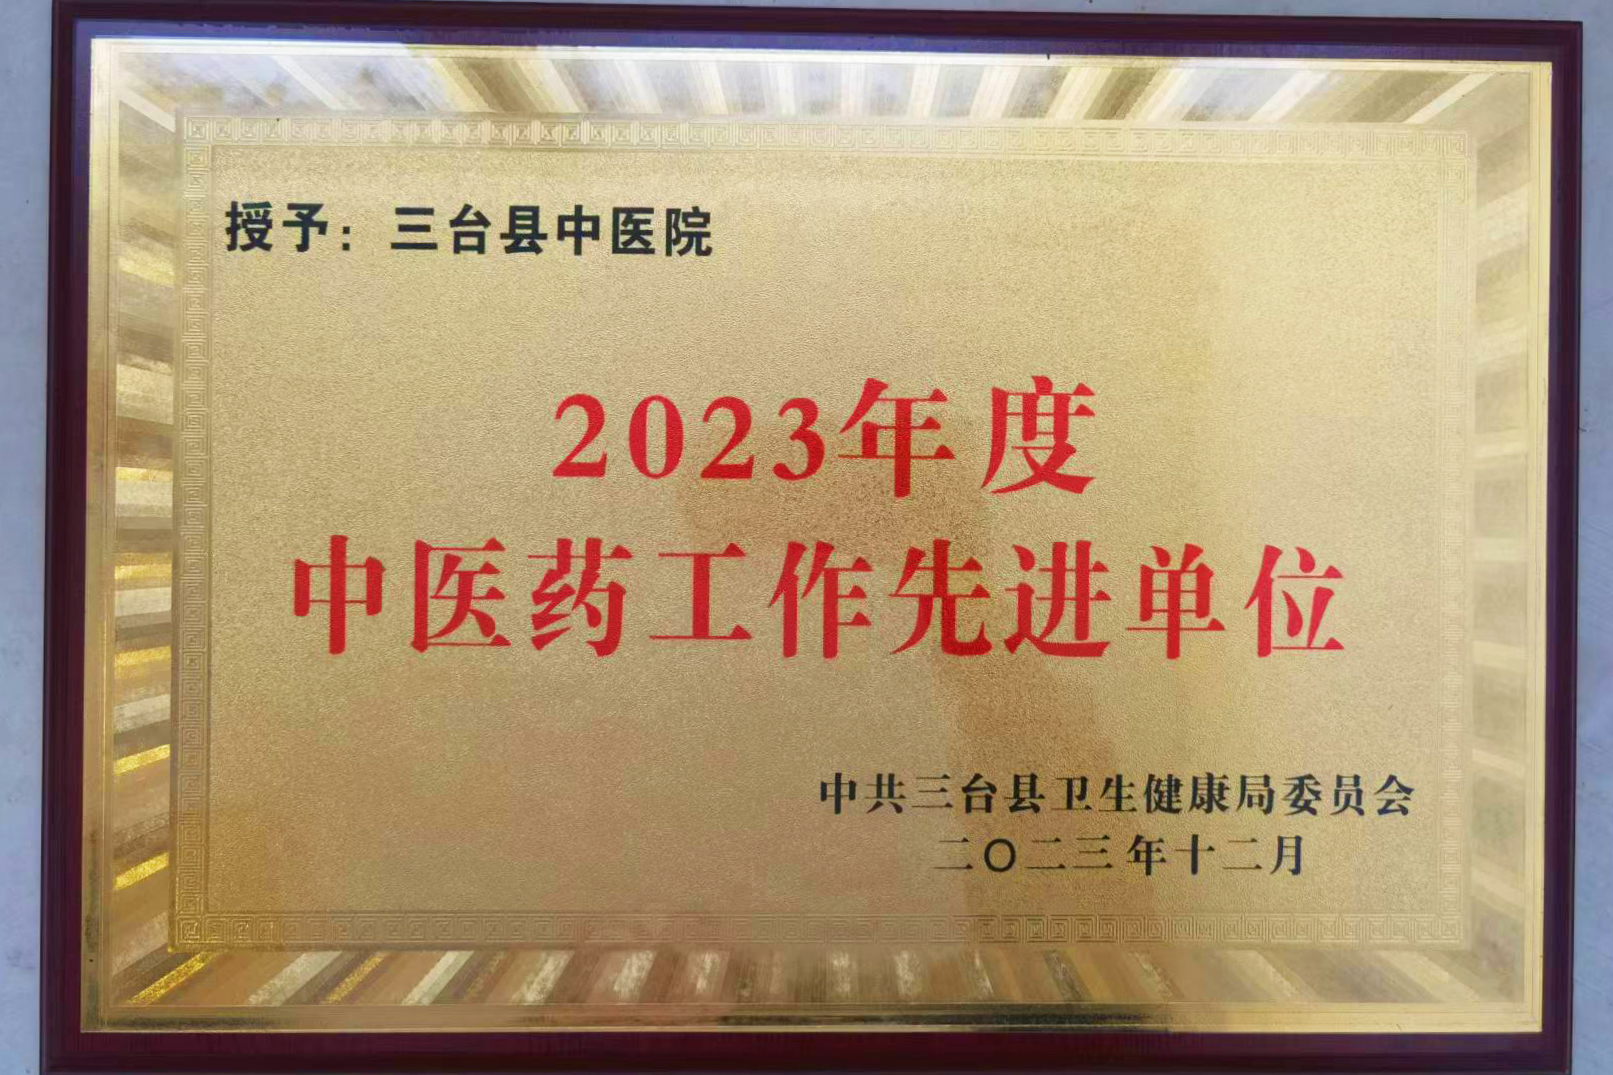 授予：三台县中医院
2023年度
中医药工作先进单位
中共三台县卫生健康局委员会
二〇二三年十二月